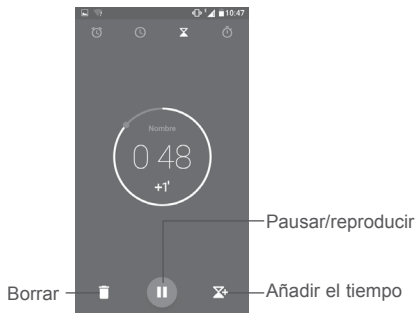 10:47
Nombre
0 48
+1'
Pausar/reproducir
Borrar
Añadir el tiempo